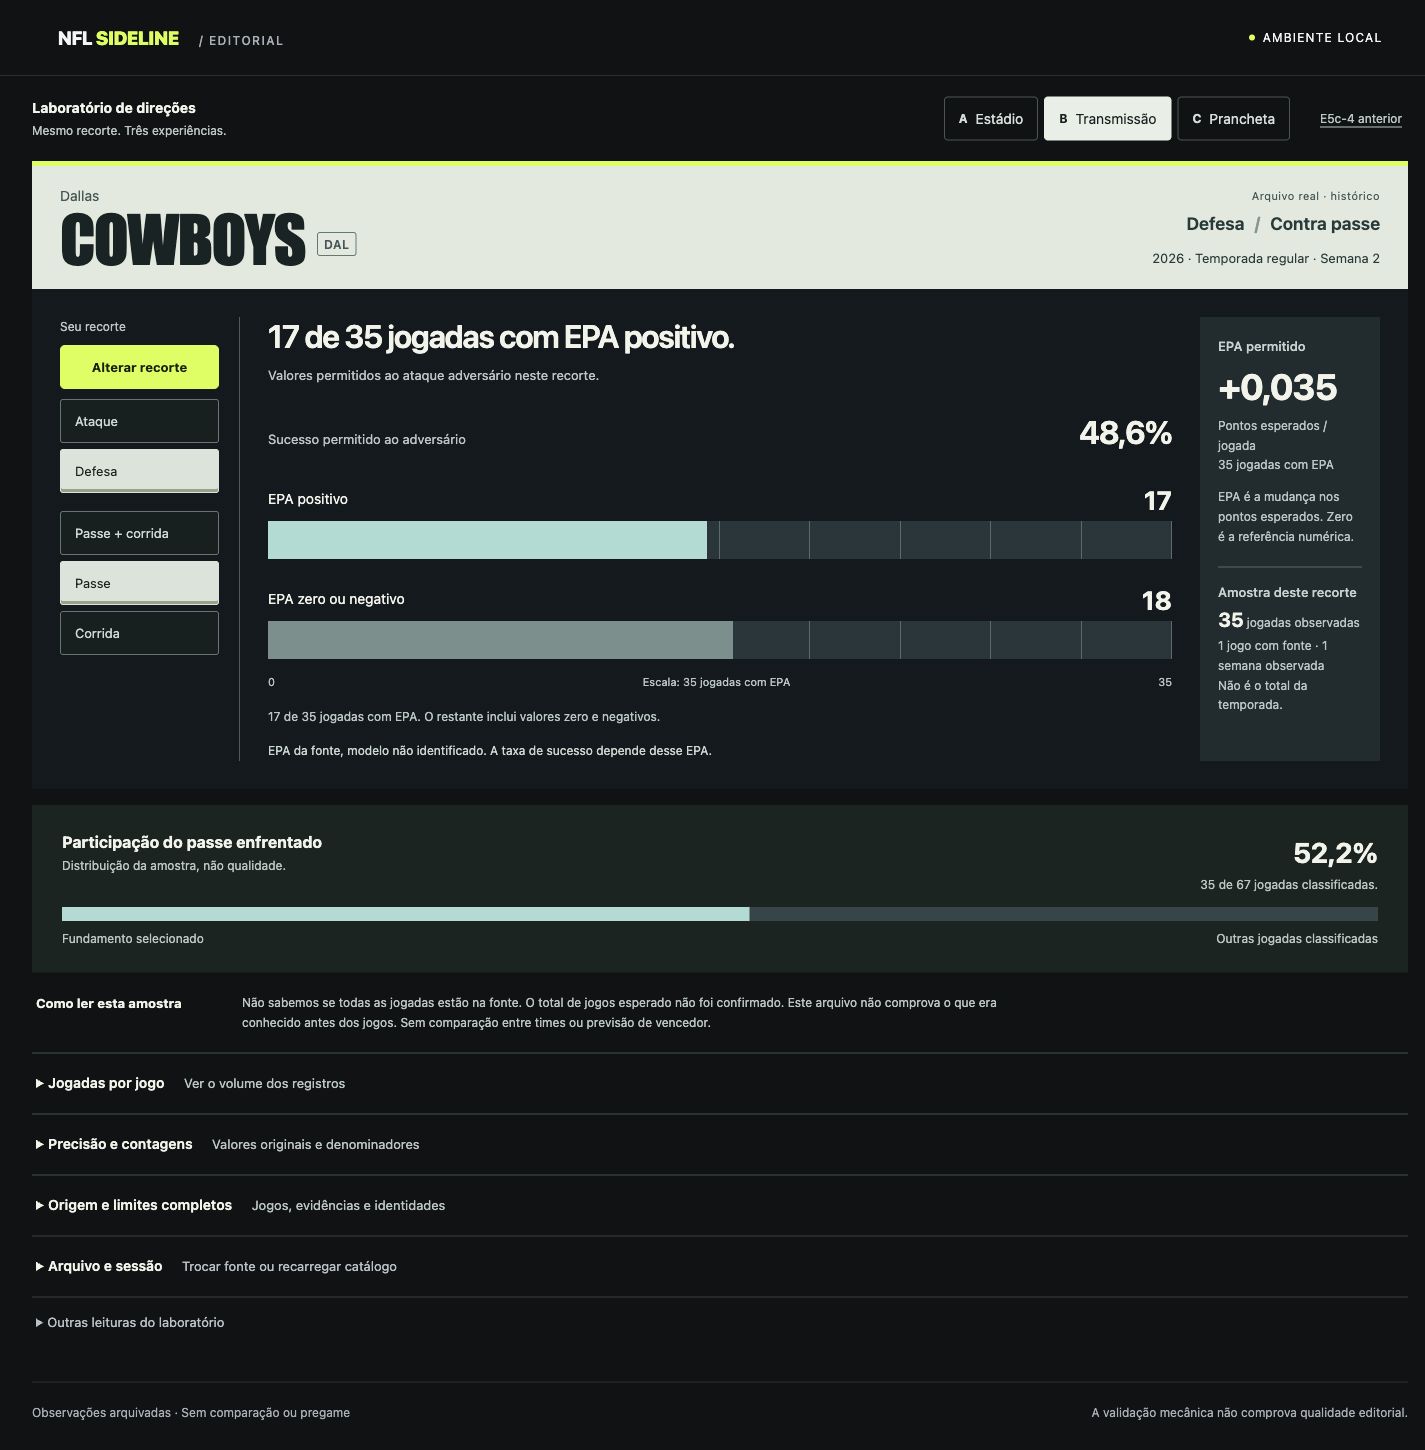 NFL SIDELINE / EDITORIAL
AMBIENTE LOCAL
Laboratório de direções
Mesmo recorte. Três experiências.
A Estádio
B Transmissão
C Prancheta
E5c-4 anterior
Dallas
COWBOYS DAL
Arquivo real · histórico
Defesa / Contra passe
2026 · Temporada regular · Semana 2
Seu recorte
Alterar recorte
Ataque
Defesa
Passe + corrida
Passe
Corrida
17 de 35 jogadas com EPA positivo.
Valores permitidos ao ataque adversário neste recorte.
Sucesso permitido ao adversário 48,6%
EPA positivo 17
EPA zero ou negativo 18
0 Escala: 35 jogadas com EPA 35
17 de 35 jogadas com EPA. O restante inclui valores zero e negativos.
EPA da fonte, modelo não identificado. A taxa de sucesso depende desse EPA.
EPA permitido
+0,035
Pontos esperados /
jogada
35 jogadas com EPA
EPA é a mudança nos
pontos esperados. Zero
é a referência numérica.
Amostra deste recorte
35 jogadas observadas
1 jogo com fonte · 1
semana observada
Não é o total da
temporada.
Participação do passe enfrentado
Distribuição da amostra, não qualidade.
52,2%
35 de 67 jogadas classificadas.
Fundamento selecionado
Outras jogadas classificadas
Como ler esta amostra
Não sabemos se todas as jogadas estão na fonte. O total de jogos esperado não foi confirmado. Este arquivo não comprova o que era
conhecido antes dos jogos. Sem comparação entre times ou previsão de vencedor.
Jogadas por jogo Ver o volume dos registros
Precisão e contagens Valores originais e denominadores
Origem e limites completos Jogos, evidências e identidades
Arquivo e sessão Trocar fonte ou recarregar catálogo
Outras leituras do laboratório
Observações arquivadas · Sem comparação ou pregame
A validação mecânica não comprova qualidade editorial.